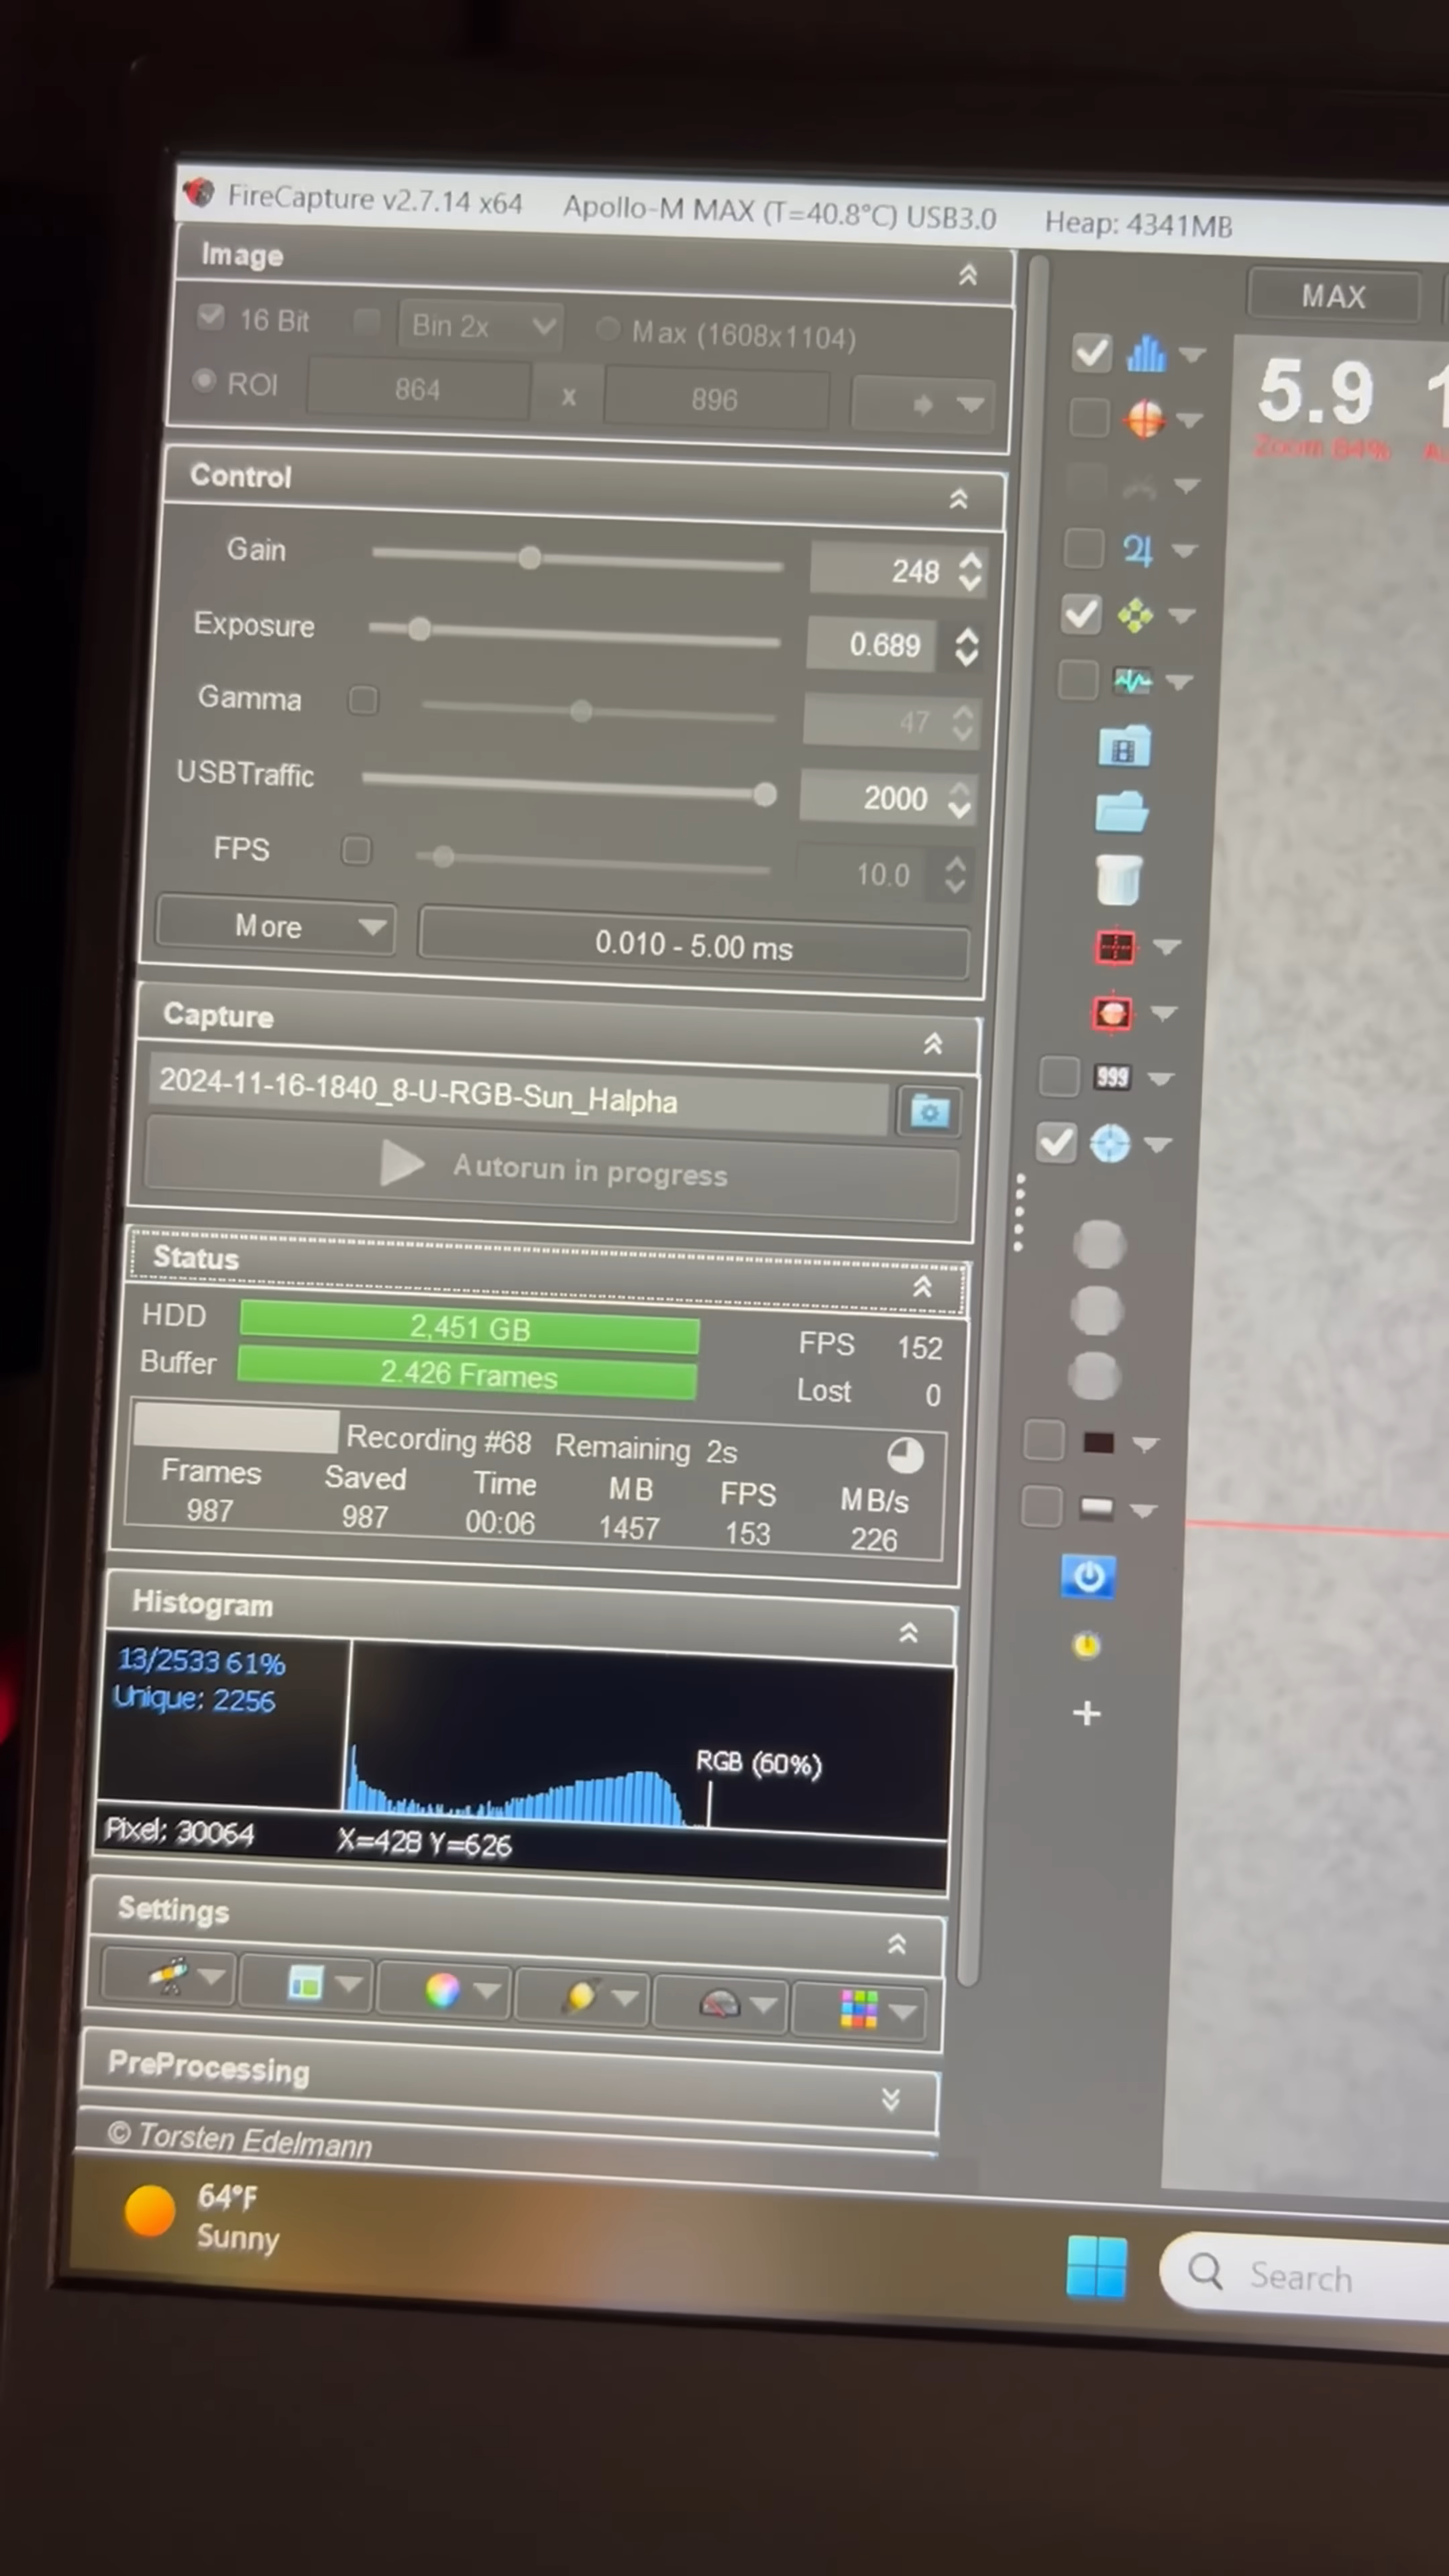 FireCapture v2.7.14 x64 Apollo-M MAX (T=40.8°C) USB3.0 Heap: 4341MB
Image
16 Bit Bin 2x Max (1608x1104)
ROI 864 x 896
MAX
5.9
Zoom 64%
Control
Gain 248
Exposure 0.689
Gamma 47
USBTraffic 2000
FPS 10.0
More 0.010 - 5.00 ms
Capture
2024-11-16-1840_8-U-RGB-Sun_Halpha
999
Autorun in progress
Status
HDD 2,451 GB FPS 152
Buffer 2.426 Frames Lost 0
Recording #68 Remaining 2s
Frames Saved Time MB FPS MB/s
987 987 00:06 1457 153 226
Histogram
13/2533 61%
Unique: 2256
RGB (60%)
Pixel: 30064 X=428 Y=626
Settings
PreProcessing
© Torsten Edelmann
64°F
Sunny
Search